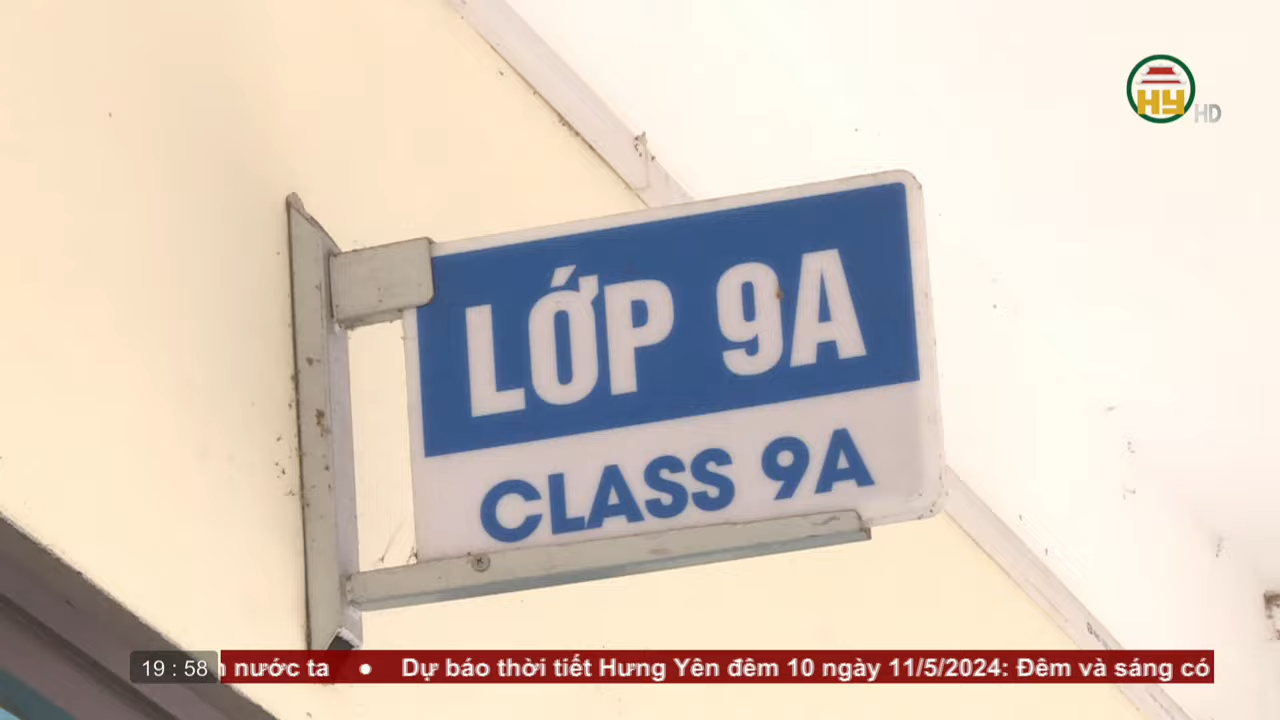 HY HD
LỚP 9A
CLASS 9A
19 : 58
nước ta • Dự báo thời tiết Hưng Yên đêm 10 ngày 11/5/2024: Đêm và sáng có